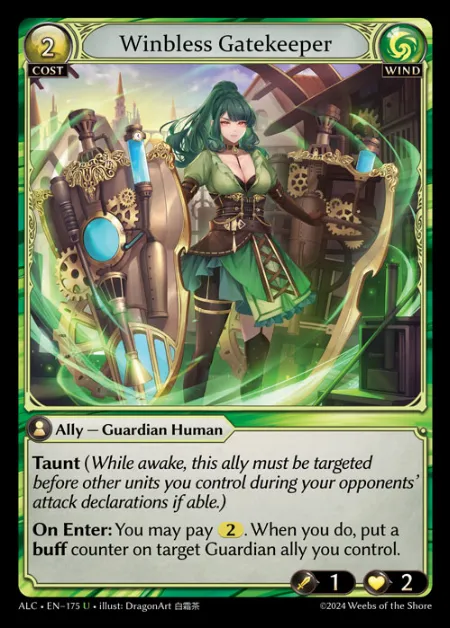 2
Winbless Gatekeeper
COST
WIND
Ally — Guardian Human
Taunt (While awake, this ally must be targeted
before other units you control during your opponents'
attack declarations if able.)
On Enter: You may pay 2. When you do, put a
buff counter on target Guardian ally you control.
1
2
ALC • EN-175 U • illust: DragonArt 白霜茶
©2024 Weebs of the Shore